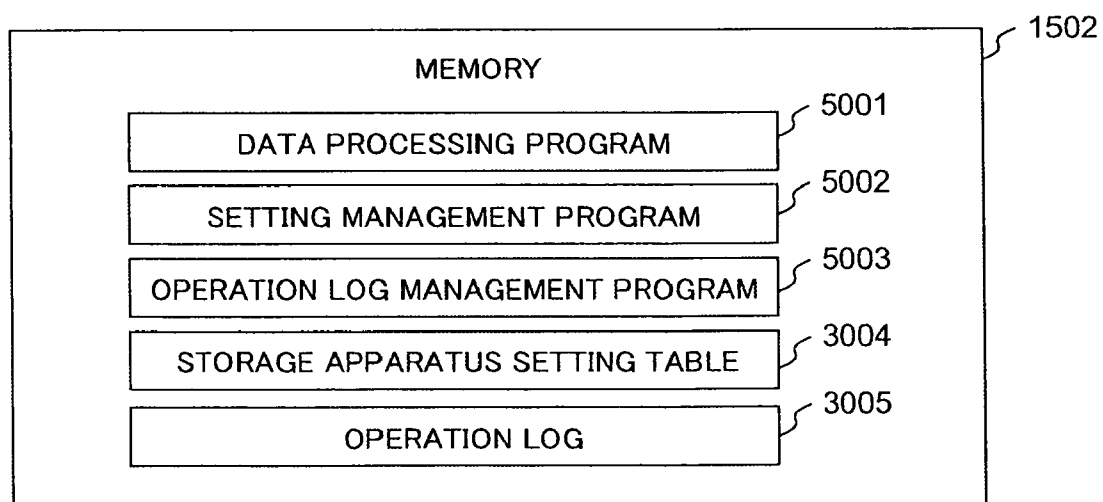 1502
MEMORY
5001
DATA PROCESSING PROGRAM
5002
SETTING MANAGEMENT PROGRAM
5003
OPERATION LOG MANAGEMENT PROGRAM
3004
STORAGE APPARATUS SETTING TABLE
3005
OPERATION LOG